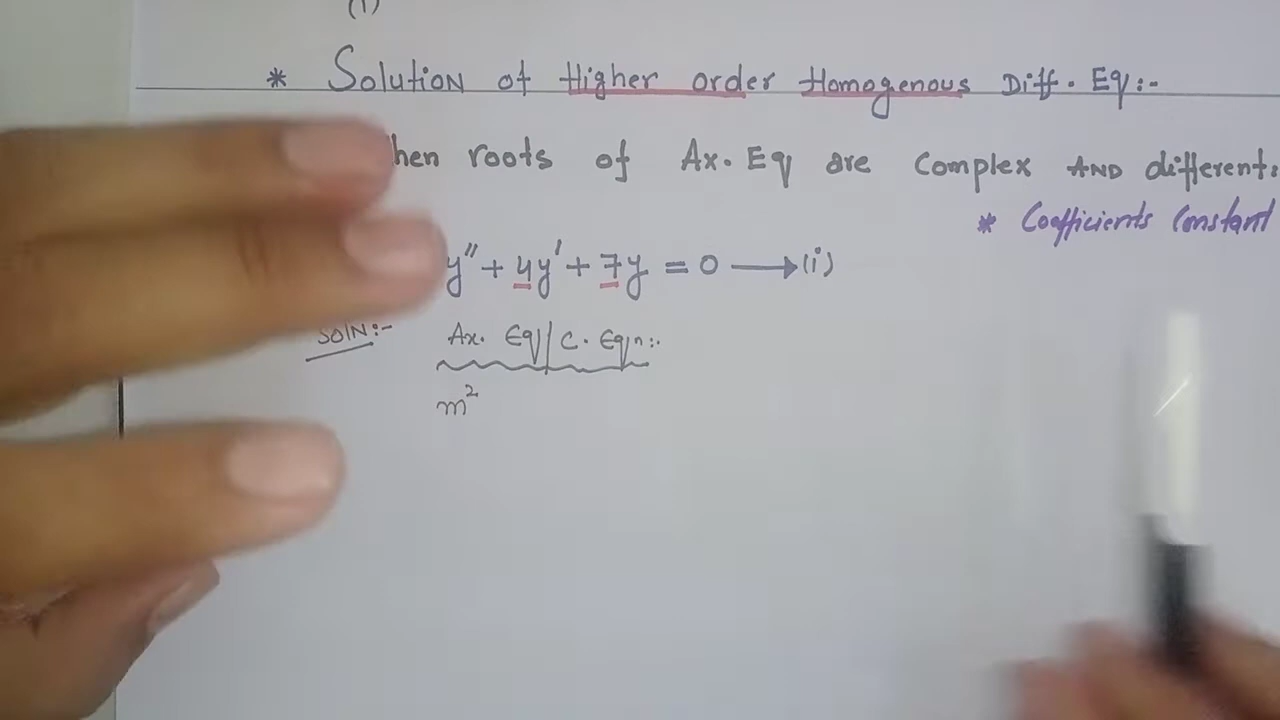 (1)
* Solution of Higher order Homogenous Diff. Eq:-
roots of Ax. Eq are Complex AND different.
* Coefficients Constant
y'' + 4y' + 7y = 0 → (i)
Soln:- Ax. Eq | C. Eqn:-
m²